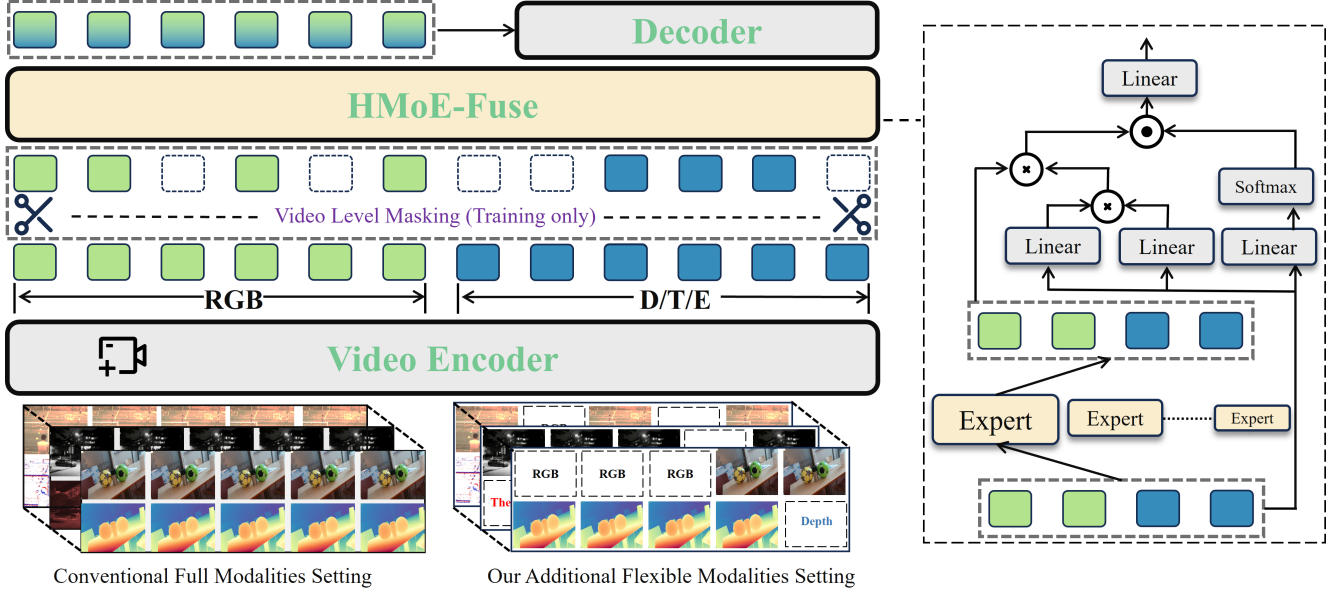 Decoder
HMoE-Fuse
Video Level Masking (Training only)
RGB
D/T/E
Video Encoder
RGB
RGB RGB RGB
The
Depth
Conventional Full Modalities Setting
Our Additional Flexible Modalities Setting
Linear
Softmax
Linear Linear Linear
Expert Expert Expert